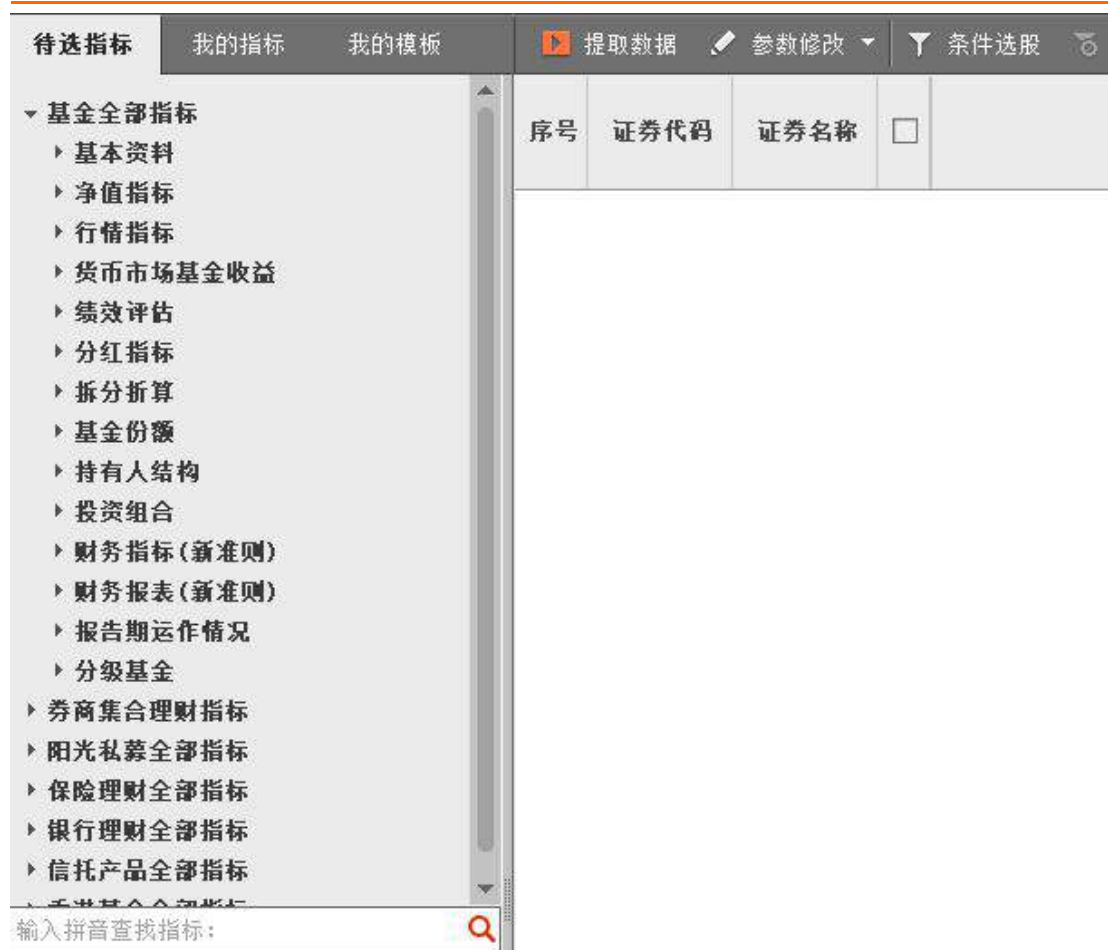 待选指标 我的指标 我的模板 提取数据 参数修改 条件选股
序号 证券代码 证券名称
基金全部指标
基本资料
净值指标
行情指标
货币市场基金收益
绩效评估
分红指标
拆分折算
基金份额
持有人结构
投资组合
财务指标(新准则)
财务报表(新准则)
报告期运作情况
分级基金
券商集合理财指标
阳光私募全部指标
保险理财全部指标
银行理财全部指标
信托产品全部指标
输入拼音查找指标: